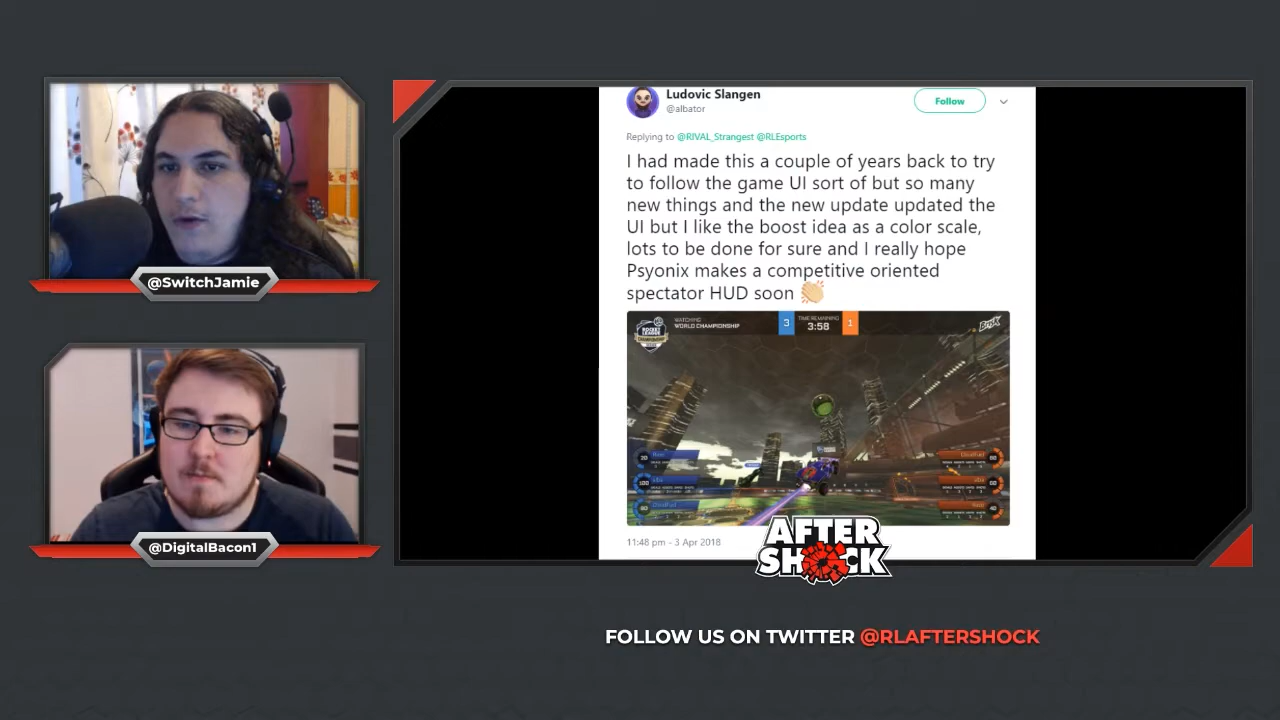 @SwitchJamie
@DigitalBacon1
Ludovic Slangen
@albator
Follow
Replying to @RIVAL_Strangest @RLEsports
I had made this a couple of years back to try
to follow the game UI sort of but so many
new things and the new update updated the
UI but I like the boost idea as a color scale,
lots to be done for sure and I really hope
Psyonix makes a competitive oriented
spectator HUD soon 👏🏼
WATCHING
WORLD CHAMPIONSHIP
3
TIME REMAINING
3:58
1
11:48 pm - 3 Apr 2018
AFTER
SHOCK
FOLLOW US ON TWITTER @RLAFTERSHOCK